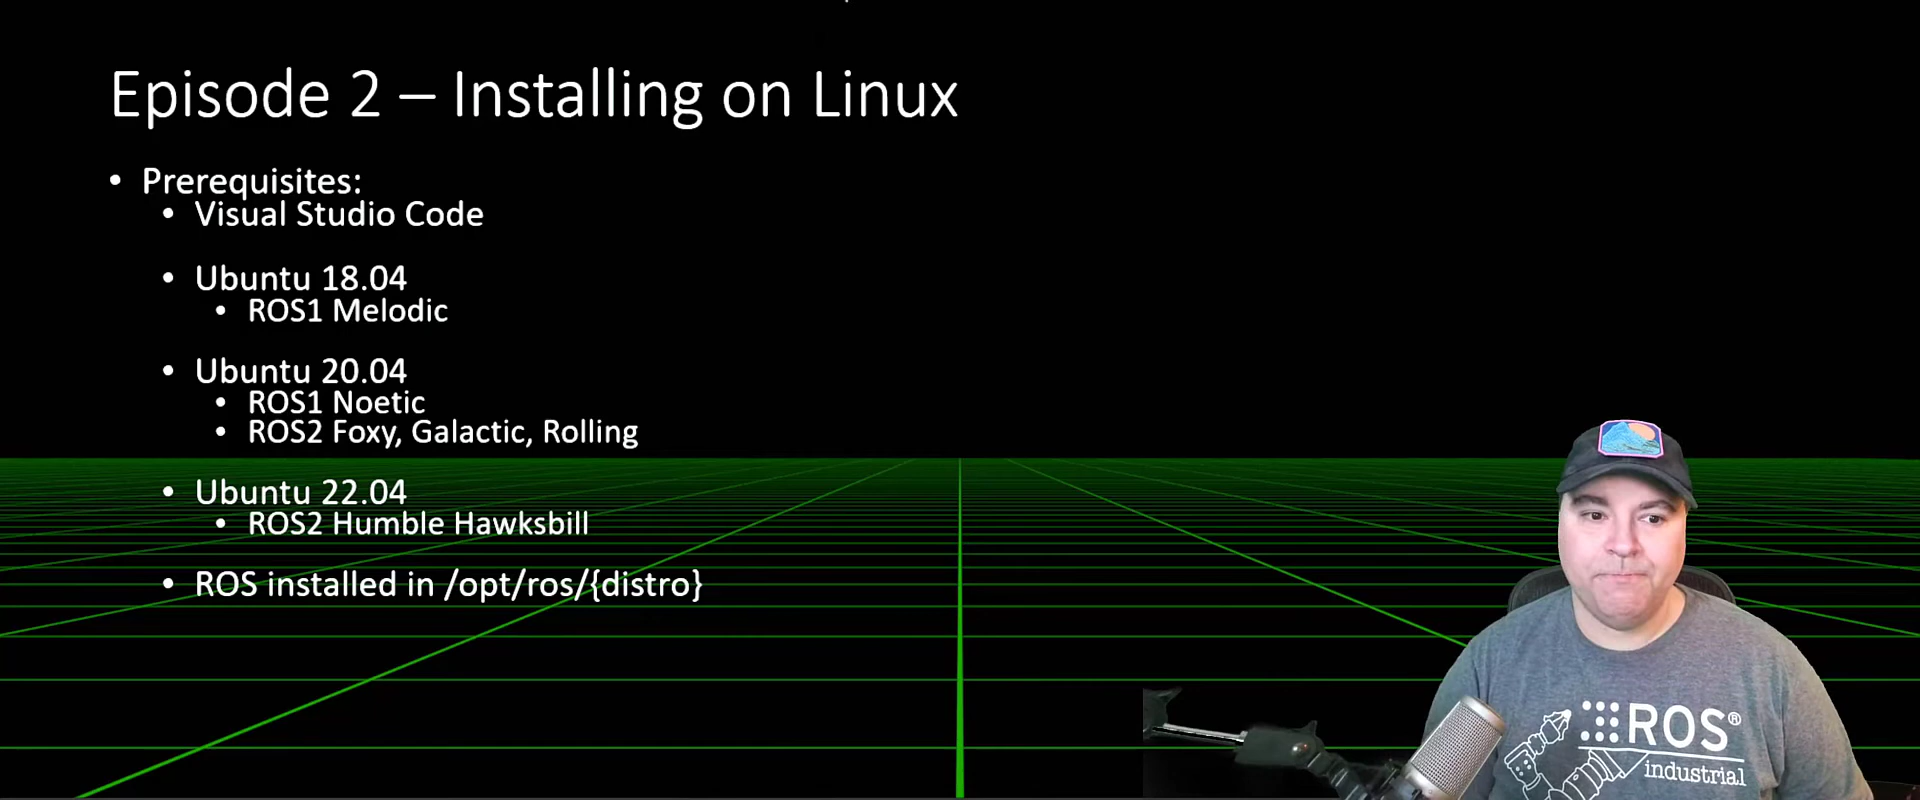 Episode 2 – Installing on Linux
• Prerequisites:
• Visual Studio Code
• Ubuntu 18.04
• ROS1 Melodic
• Ubuntu 20.04
• ROS1 Noetic
• ROS2 Foxy, Galactic, Rolling
• Ubuntu 22.04
• ROS2 Humble Hawksbill
• ROS installed in /opt/ros/{distro}
ROS®
industrial